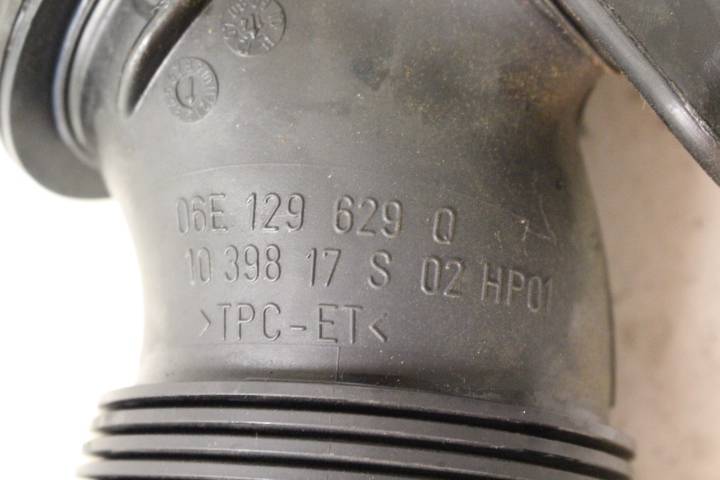 06E 129 629 Q
10 398 17 S 02 HP01
>TPC-ET<